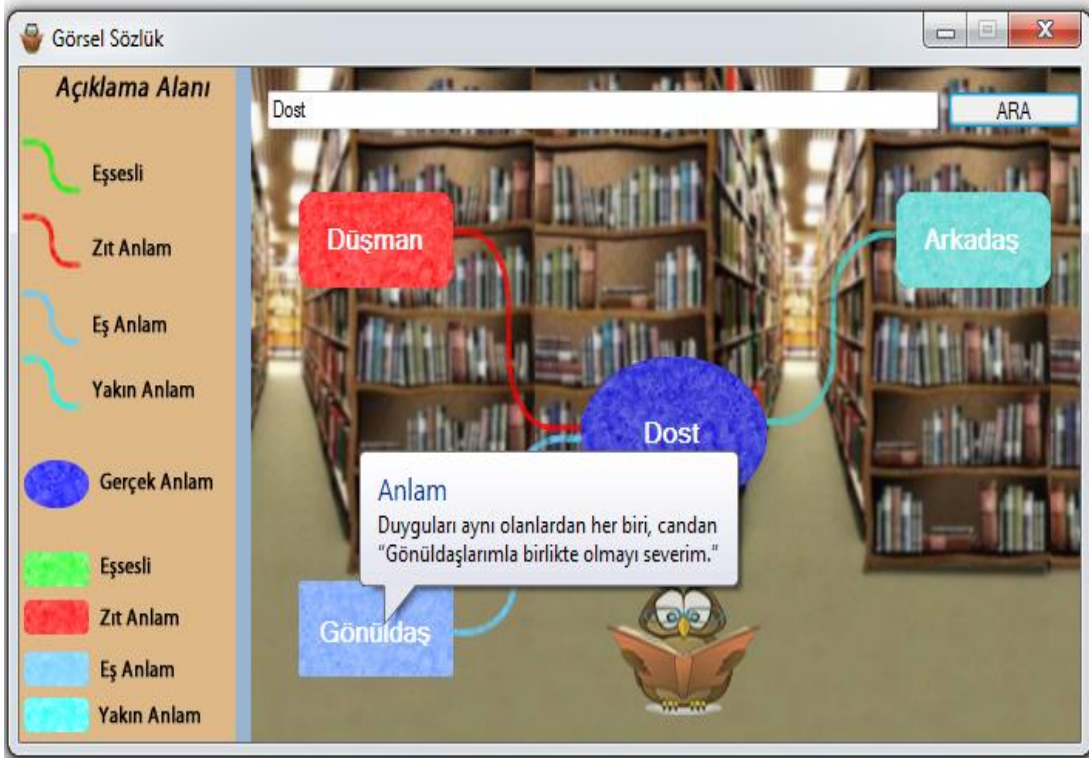 Görsel Sözlük
Açıklama Alanı
Eşsesli
Zıt Anlam
Eş Anlam
Yakın Anlam
Gerçek Anlam
Eşsesli
Zıt Anlam
Eş Anlam
Yakın Anlam
Dost
ARA
Düşman
Arkadaş
Dost
Anlam
Duyguları aynı olanlardan her biri, candan
"Gönüldaşlarımla birlikte olmayı severim."
Gönüldaş